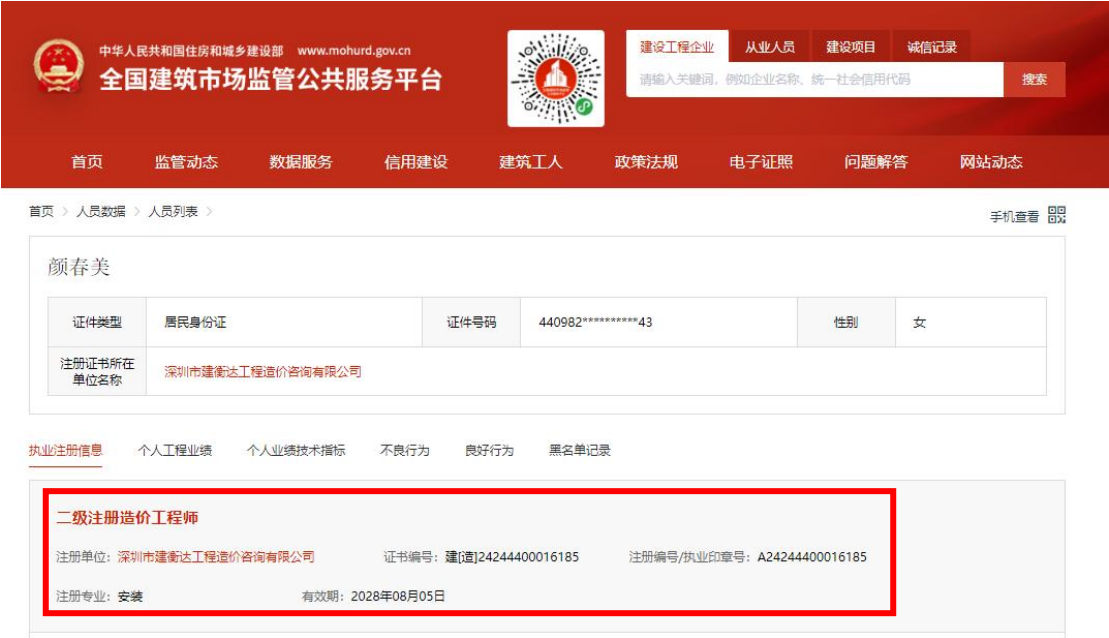 中华人民共和国住房和城乡建设部 www.mohurd.gov.cn
全国建筑市场监管公共服务平台
建设工程企业 从业人员 建设项目 诚信记录
请输入关键词，例如企业名称、统一社会信用代码 搜索
首页 监管动态 数据服务 信用建设 建筑工人 政策法规 电子证照 问题解答 网站动态
首页 > 人员数据 > 人员列表 >
手机查看
颜春美
证件类型 居民身份证 证件号码 440982**********43 性别 女
注册证书所在
单位名称
深圳市建衡达工程造价咨询有限公司
执业注册信息 个人工程业绩 个人业绩技术指标 不良行为 良好行为 黑名单记录
二级注册造价工程师
注册单位：深圳市建衡达工程造价咨询有限公司 证书编号：建[造]24244400016185 注册编号/执业印章号：A24244400016185
注册专业：安装 有效期：2028年08月05日